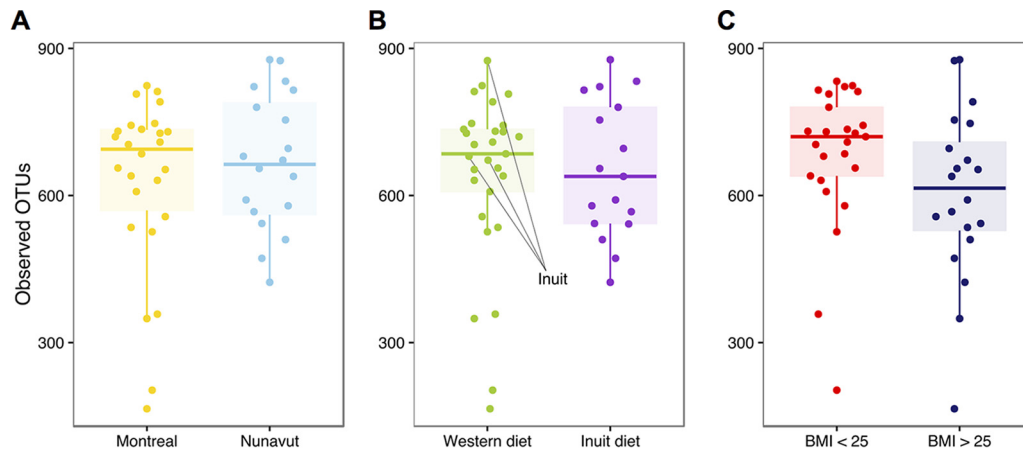 A
B
C
Observed OTUs
900
600
300
Montreal
Nunavut
900
600
300
Inuit
Western diet
Inuit diet
900
600
300
BMI < 25
BMI > 25